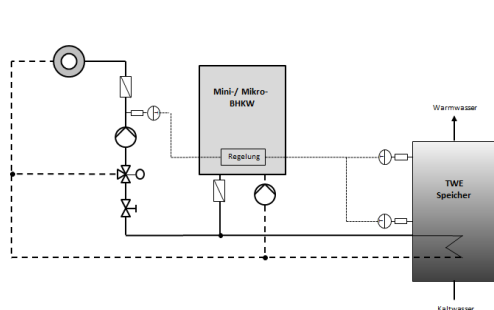 Mini-/ Mikro-
BHKW
Regelung
Warmwasser
TWE
Speicher
Kaltwasser